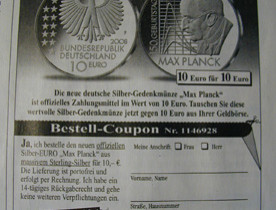 2008
BUNDESREPUBLIK
DEUTSCHLAND
10 EURO
MAX PLANCK
10 Euro für 10 Euro
Die neue deutsche Silber-Gedenkmünze „Max Planck"
ist offizielles Zahlungsmittel im Wert von 10 Euro. Tauschen Sie diese
wertvolle Silber-Gedenkmünze jetzt gegen 10 Euro aus Ihrer Geldbörse.
Bestell-Coupon Nr. 1146928
Ja, ich bestelle den neuen offiziellen
Silber-EURO „Max Planck" aus
massivem Sterling-Silber für 10,– €.
Die Lieferung ist portofrei und
erfolgt per Rechnung. Ich habe ein
14-tägiges Rückgaberecht und gehe
keine weiteren Verpflichtungen ein.
Meine Anschrift Frau Herr
Vorname, Name
Straße, Hausnummer